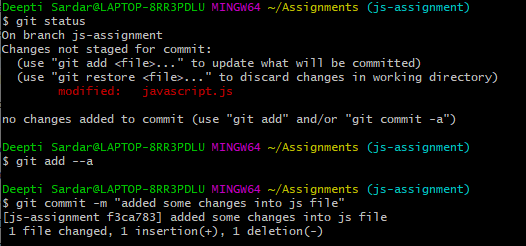 Deepti Sardar@LAPTOP-8RR3PDLU MINGW64 ~/Assignments (js-assignment)
$ git status
On branch js-assignment
Changes not staged for commit:
  (use "git add <file>..." to update what will be committed)
  (use "git restore <file>..." to discard changes in working directory)
        modified:   javascript.js

no changes added to commit (use "git add" and/or "git commit -a")

Deepti Sardar@LAPTOP-8RR3PDLU MINGW64 ~/Assignments (js-assignment)
$ git add --a

Deepti Sardar@LAPTOP-8RR3PDLU MINGW64 ~/Assignments (js-assignment)
$ git commit -m "added some changes into js file"
[js-assignment f3ca783] added some changes into js file
 1 file changed, 1 insertion(+), 1 deletion(-)